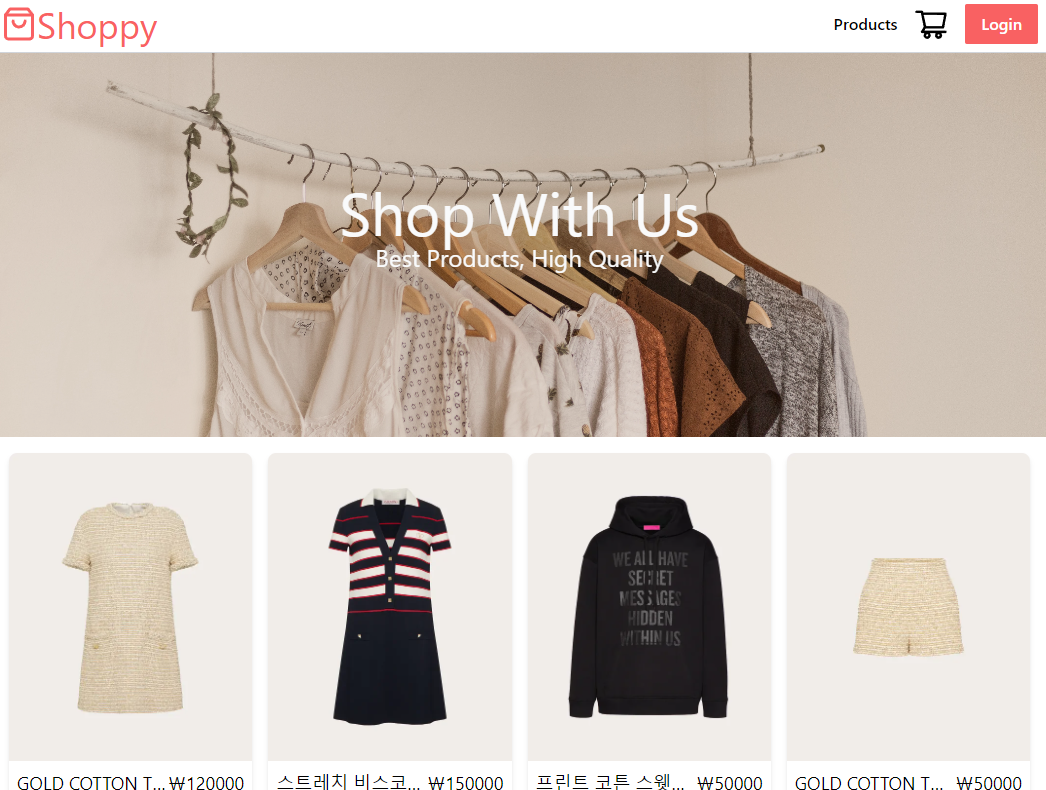 Shoppy
Products
Login
Shop With Us
Best Products, High Quality
WE ALL HAVE
SECRET
MESSAGES
HIDDEN
WITHIN US
GOLD COTTON T... ₩120000
스트레치 비스코... ₩150000
프린트 코튼 스웻... ₩50000
GOLD COTTON T... ₩50000